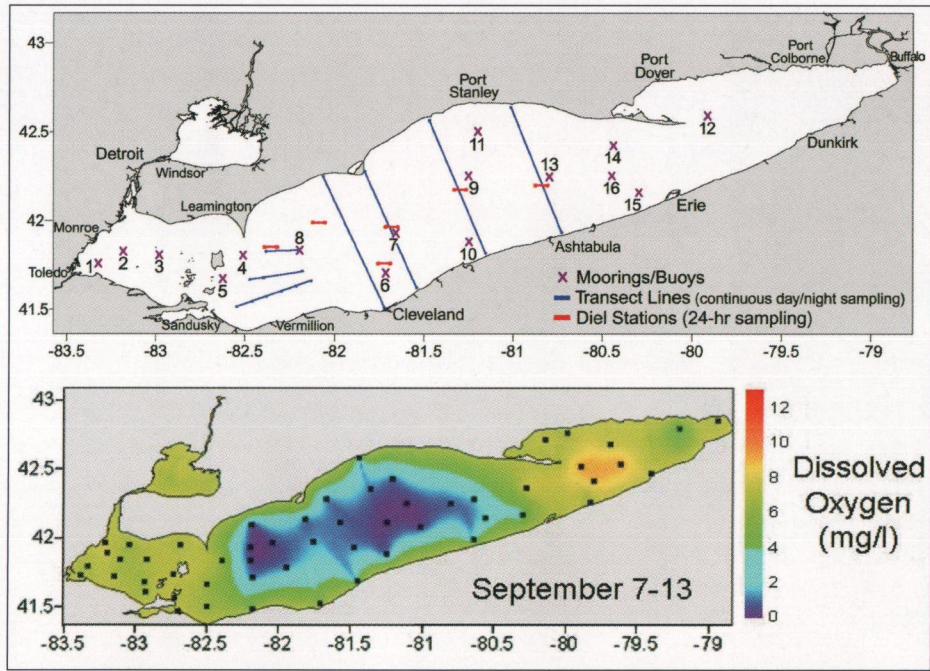 43
42.5
42
41.5
-83.5
-83
-82.5
-82
-81.5
-81
-80.5
-80
-79.5
-79
Detroit
Windsor
Monroe
Toledo
Leamington
Sandusky
Vermillion
Cleveland
Port
Stanley
Ashtabula
Erie
Port
Dover
Port
Colborne
Buffalo
Dunkirk
1
2
3
4
5
6
7
8
9
10
11
12
13
14
15
16
Moorings/Buoys
Transect Lines (continuous day/night sampling)
Diel Stations (24-hr sampling)
43
42.5
42
41.5
-83.5
-83
-82.5
-82
-81.5
-81
-80.5
-80
-79.5
-79
September 7-13
12
10
8
6
4
2
0
Dissolved
Oxygen
(mg/l)